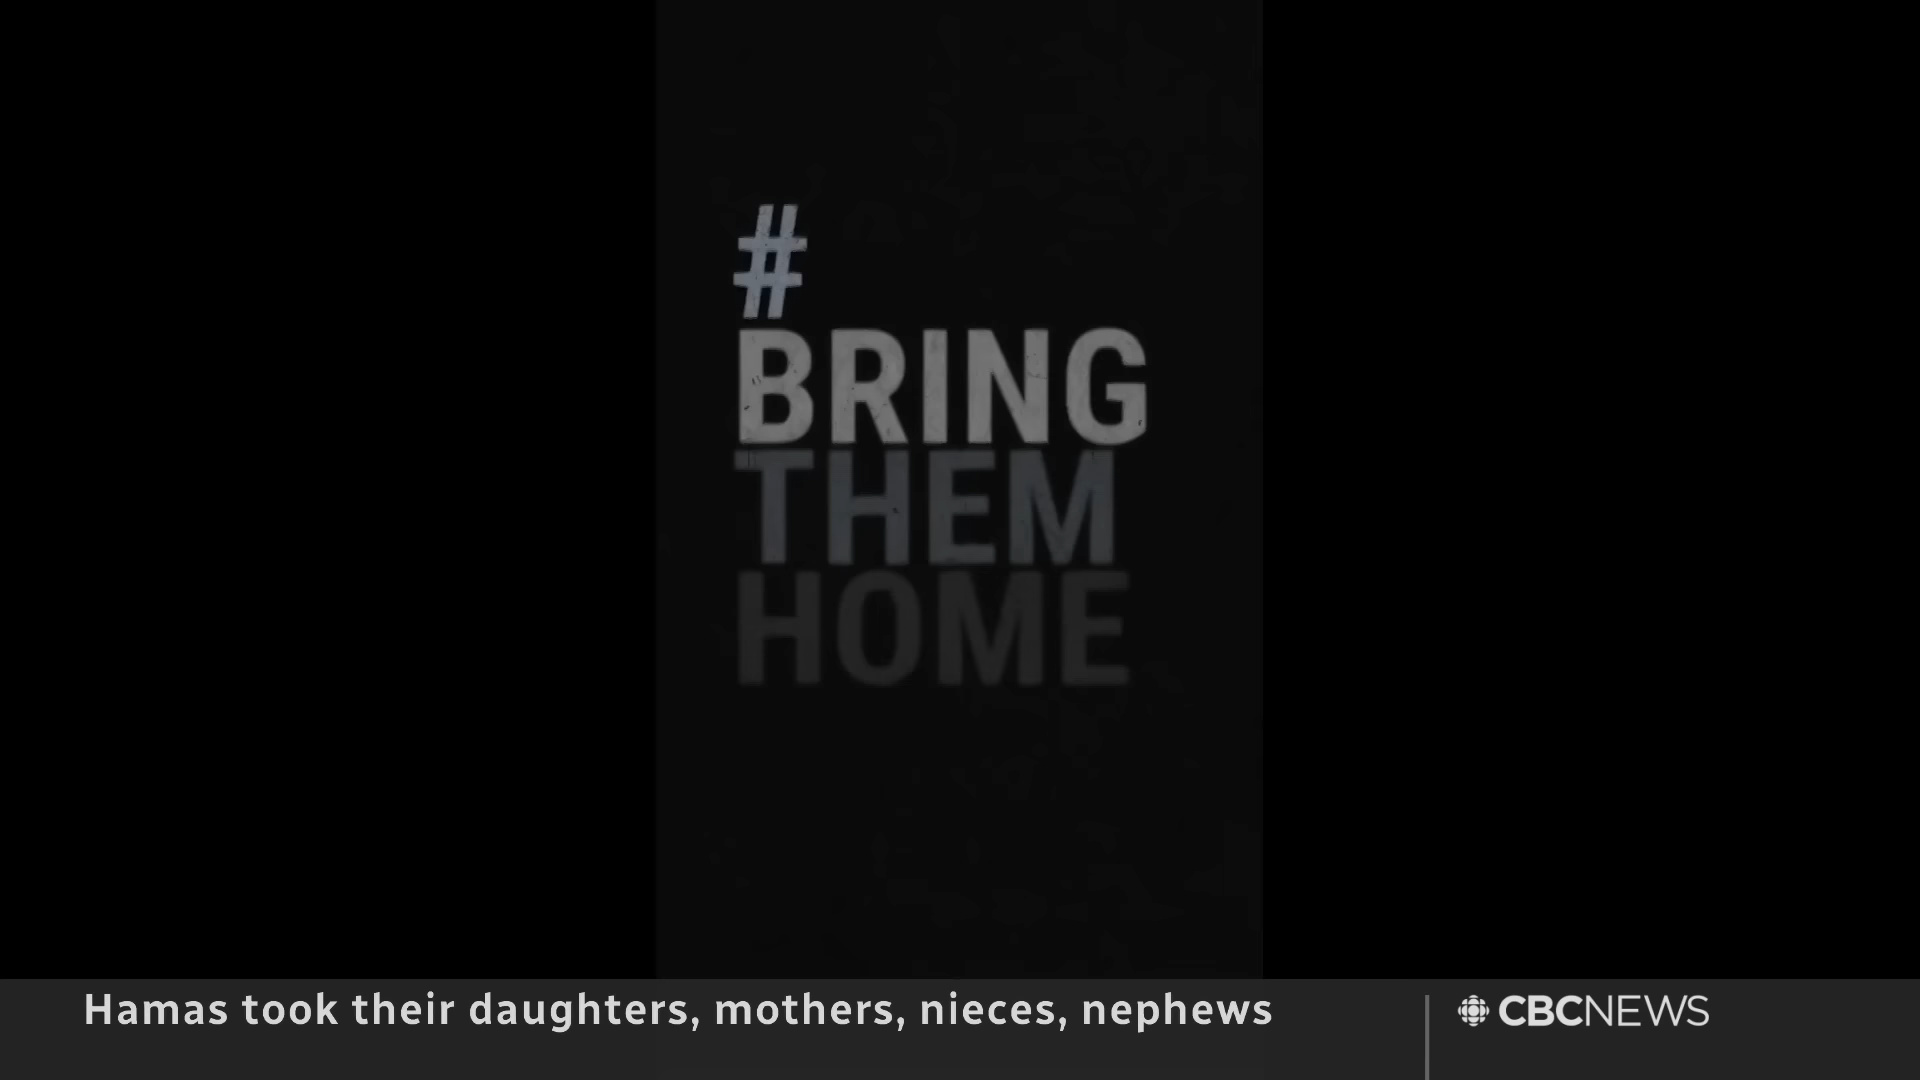 #
BRING
THEM
HOME
Hamas took their daughters, mothers, nieces, nephews
CBCNEWS